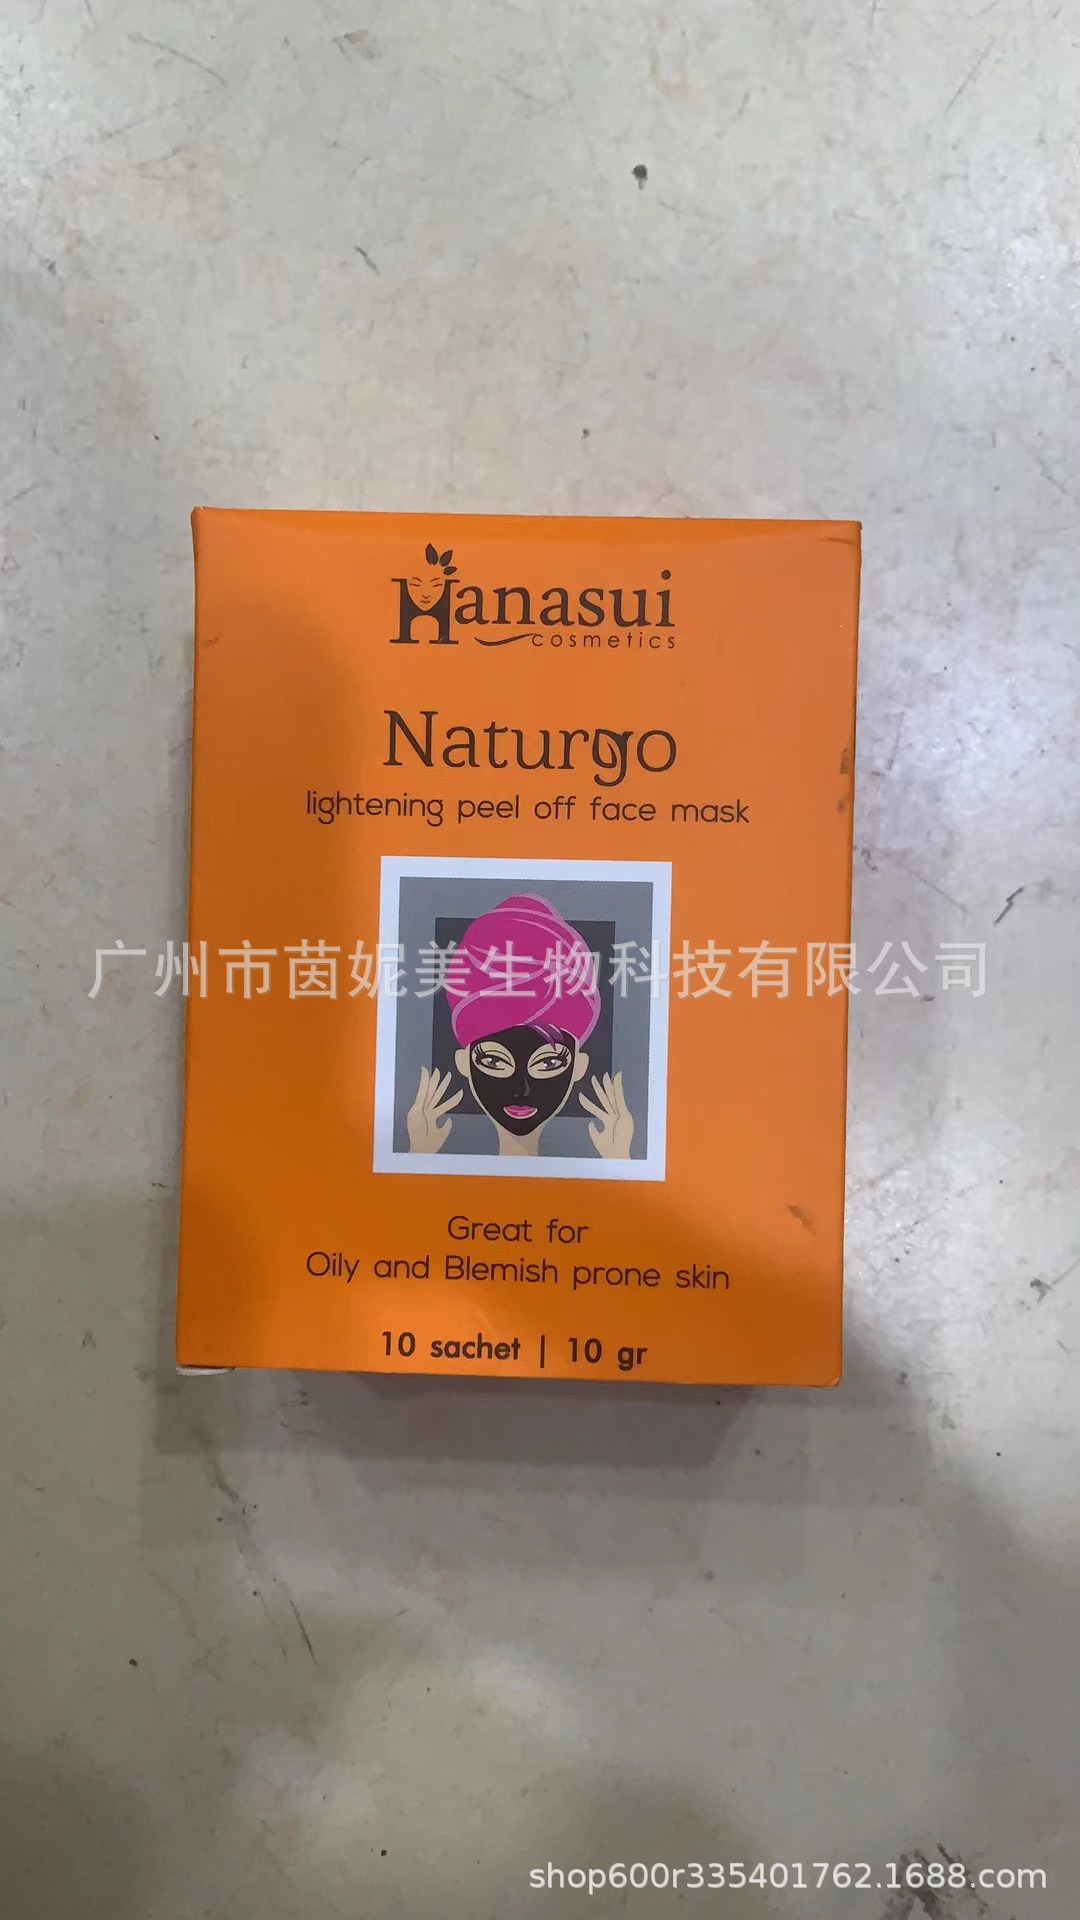 Hanasui
cosmetics
Naturgo
lightening peel off face mask
广州市茵妮美生物科技有限公司
Great for
Oily and Blemish prone skin
10 sachet | 10 gr
shop600r335401762.1688.com